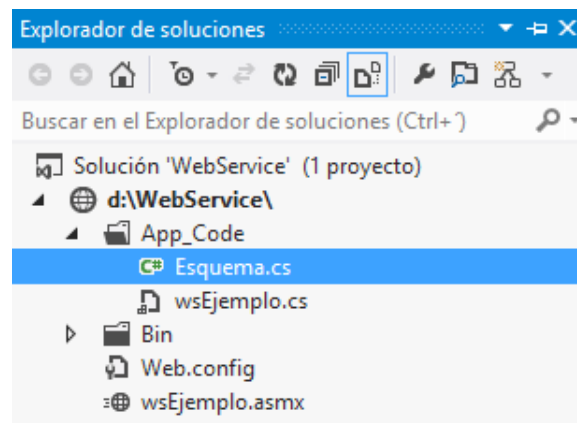 Explorador de soluciones
Buscar en el Explorador de soluciones (Ctrl+´)
Solución 'WebService' (1 proyecto)
d:\WebService\
App_Code
C# Esquema.cs
wsEjemplo.cs
Bin
Web.config
wsEjemplo.asmx